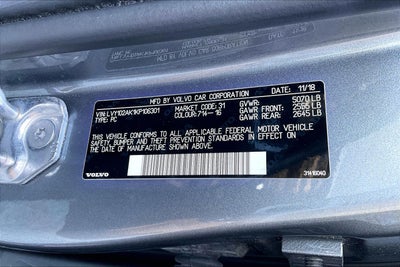 MFD. BY VOLVO CAR CORPORATION 11/18
VIN: LVY102AK1KP106301 MARKET CODE: 31 GVWR: 5070 LB
TYPE: PC COLOUR: 714—16 GAWR FRONT: 2595 LB
GAWR REAR: 2645 LB
THIS VEHICLE CONFORMS TO ALL APPLICABLE FEDERAL MOTOR VEHICLE
SAFETY, BUMPER AND THEFT PREVENTION STANDARDS IN EFFECT ON
THE DATE OF MANUFACTURE SHOWN ABOVE.
VOLVO 31416040